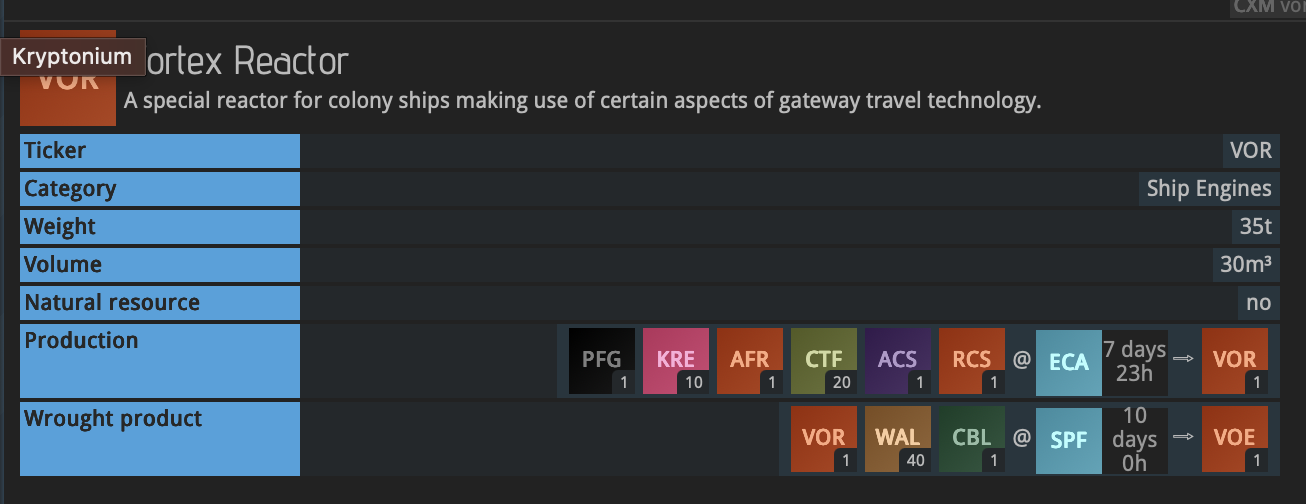 CXM vor
Kryptonium
ortex Reactor
VOR
A special reactor for colony ships making use of certain aspects of gateway travel technology.
Ticker VOR
Category Ship Engines
Weight 35t
Volume 30m³
Natural resource no
Production PFG 1 KRE 10 AFR 1 CTF 20 ACS 1 RCS 1 @ ECA 7 days 23h ⇒ VOR 1
Wrought product VOR 1 WAL 40 CBL 1 @ SPF 10 days 0h ⇒ VOE 1